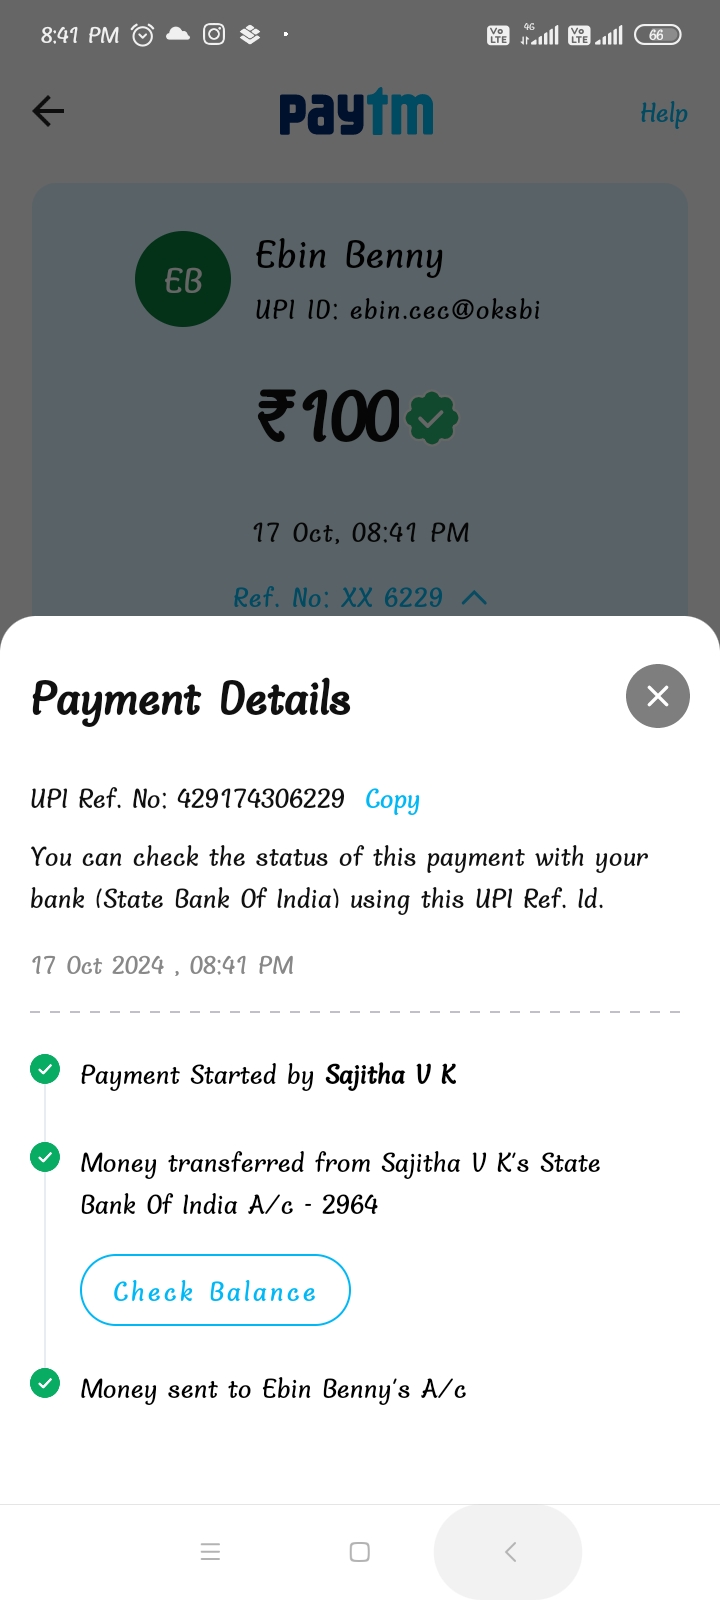 8:41 PM
Vo LTE 4G Vo LTE 66
paytm
Help
EB
Ebin Benny
UPI ID: ebin.cec@oksbi
₹100
17 Oct, 08:41 PM
Ref. No: XX 6229
Payment Details
UPI Ref. No: 429174306229 Copy
You can check the status of this payment with your
bank (State Bank Of India) using this UPI Ref. Id.
17 Oct 2024 , 08:41 PM
Payment Started by Sajitha V K
Money transferred from Sajitha V K's State
Bank Of India A/c - 2964
Check Balance
Money sent to Ebin Benny's A/c